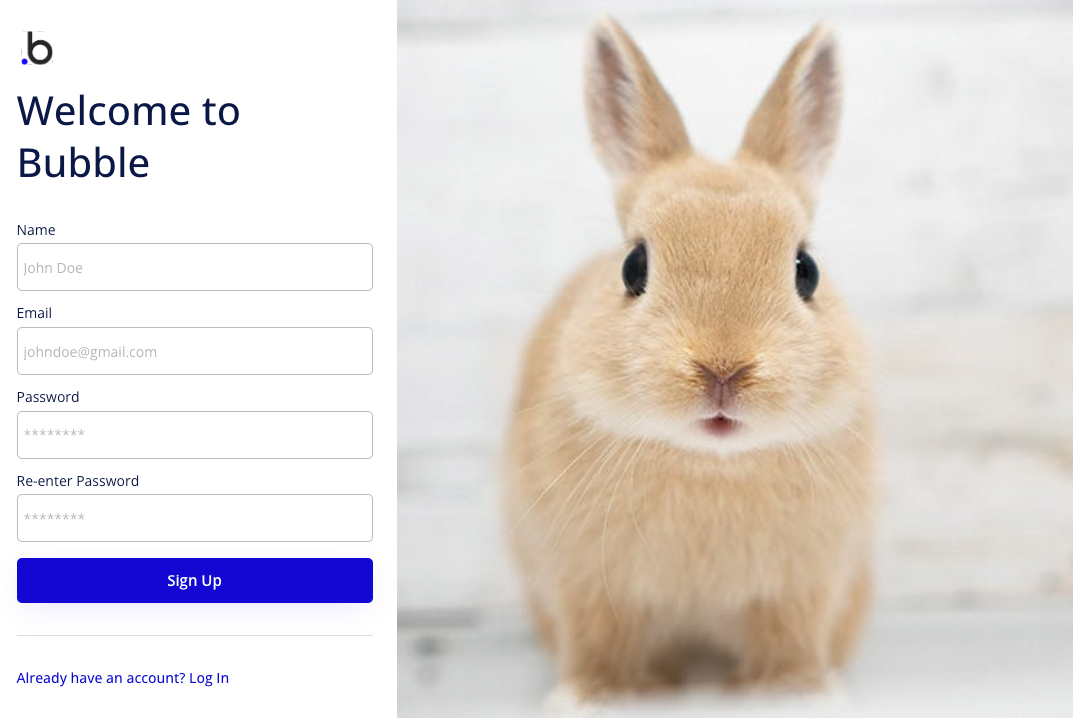 .b
Welcome to
Bubble
Name
John Doe
Email
johndoe@gmail.com
Password
********
Re-enter Password
********
Sign Up
Already have an account? Log In